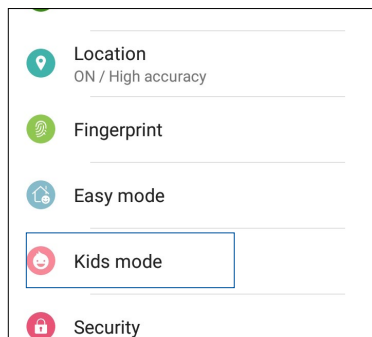 Location
ON / High accuracy
Fingerprint
Easy mode
Kids mode
Security